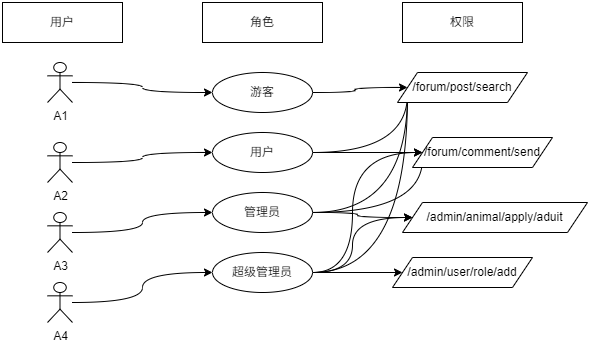 用户
角色
权限
A1
游客
/forum/post/search
A2
用户
/forum/comment/send
A3
管理员
/admin/animal/apply/aduit
A4
超级管理员
/admin/user/role/add